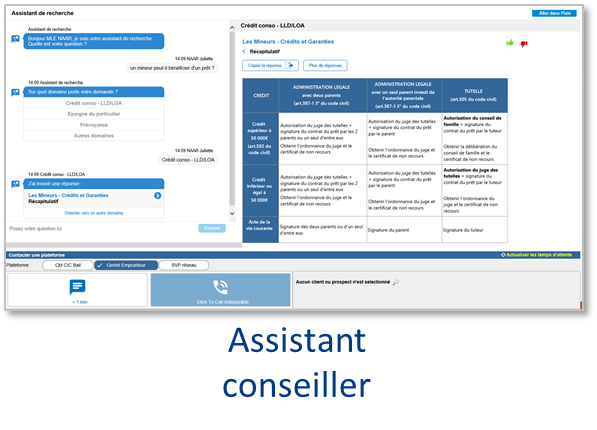 Assistant de recherche
Aller dans Pixis
Assistant de recherche
Bonjour MLE NAAR, je suis votre assistant de recherche
Quelle est votre question ?
14:09 NAAR Juliette
un mineur peut-il bénéficier d'un prêt ?
14:09 Assistant de recherche
Sur quel domaine porte votre demande ?
Crédit conso - LLD/LOA
Epargne du particulier
Prévoyance
Autres domaines
14:09 NAAR Juliette
Crédit conso - LLD/LOA
14:09 Crédit conso - LLD/LOA
J'ai trouvé une réponse :
Les Mineurs - Crédits et Garanties
Récapitulatif
Orienter vers un autre domaine
Posez votre question ici
Envoyer
Crédit conso - LLD/LOA
Les Mineurs - Crédits et Garanties
Récapitulatif
Copier la réponse
Plus de réponses
CREDIT
ADMINISTRATION LEGALE
avec deux parents
(art.387-1 3° du code civil)
ADMINISTRATION LEGALE
avec un seul parent investi de
l'autorité parentale
(art.387-1 3° du code civil)
TUTELLE
(art.505 du code civil)
Crédit
supérieur à
50 000€
(art.502 du
code civil)
Autorisation du juge des tutelles +
signature du contrat du prêt par les 2
parents ou un seul d'entre eux
Obtenir l'ordonnance du juge et
le certificat de non recours
Autorisation du juge des tutelles
+ signature du contrat du prêt
par le parent
Obtenir l'ordonnance du juge et
le certificat de non recours
Autorisation du conseil de
famille + signature du contrat
du prêt par le tuteur
Obtenir la délibération du
conseil de famille et le
certificat de non recours
Crédit
inférieur ou
égal à
50 000€
Autorisation du juge des tutelles +
signature du contrat de prêt par les 2
parents ou un seul d'entre eux
Obtenir l'ordonnance du juge et
le certificat de non recours
Autorisation du juge des tutelles
+ signature du contrat du prêt
par le parent
Obtenir l'ordonnance du juge et
le certificat de non recours
Autorisation du juge des
tutelles + signature du contrat
du prêt par le tuteur
Obtenir l'ordonnance du juge
et le certificat de non recours
Acte de la
vie courante
Signature des deux parents ou d'un seul
d'entre eux
Signature du parent
Signature du tuteur
Contacter une plateforme
Actualiser les temps d'attente
Plateforme
CM CIC Bail
Gestel Emprunteur
SVP réseau
< 1 min
Click To Call indisponible
Aucun client ou prospect n'est sélectionné
Assistant
conseiller